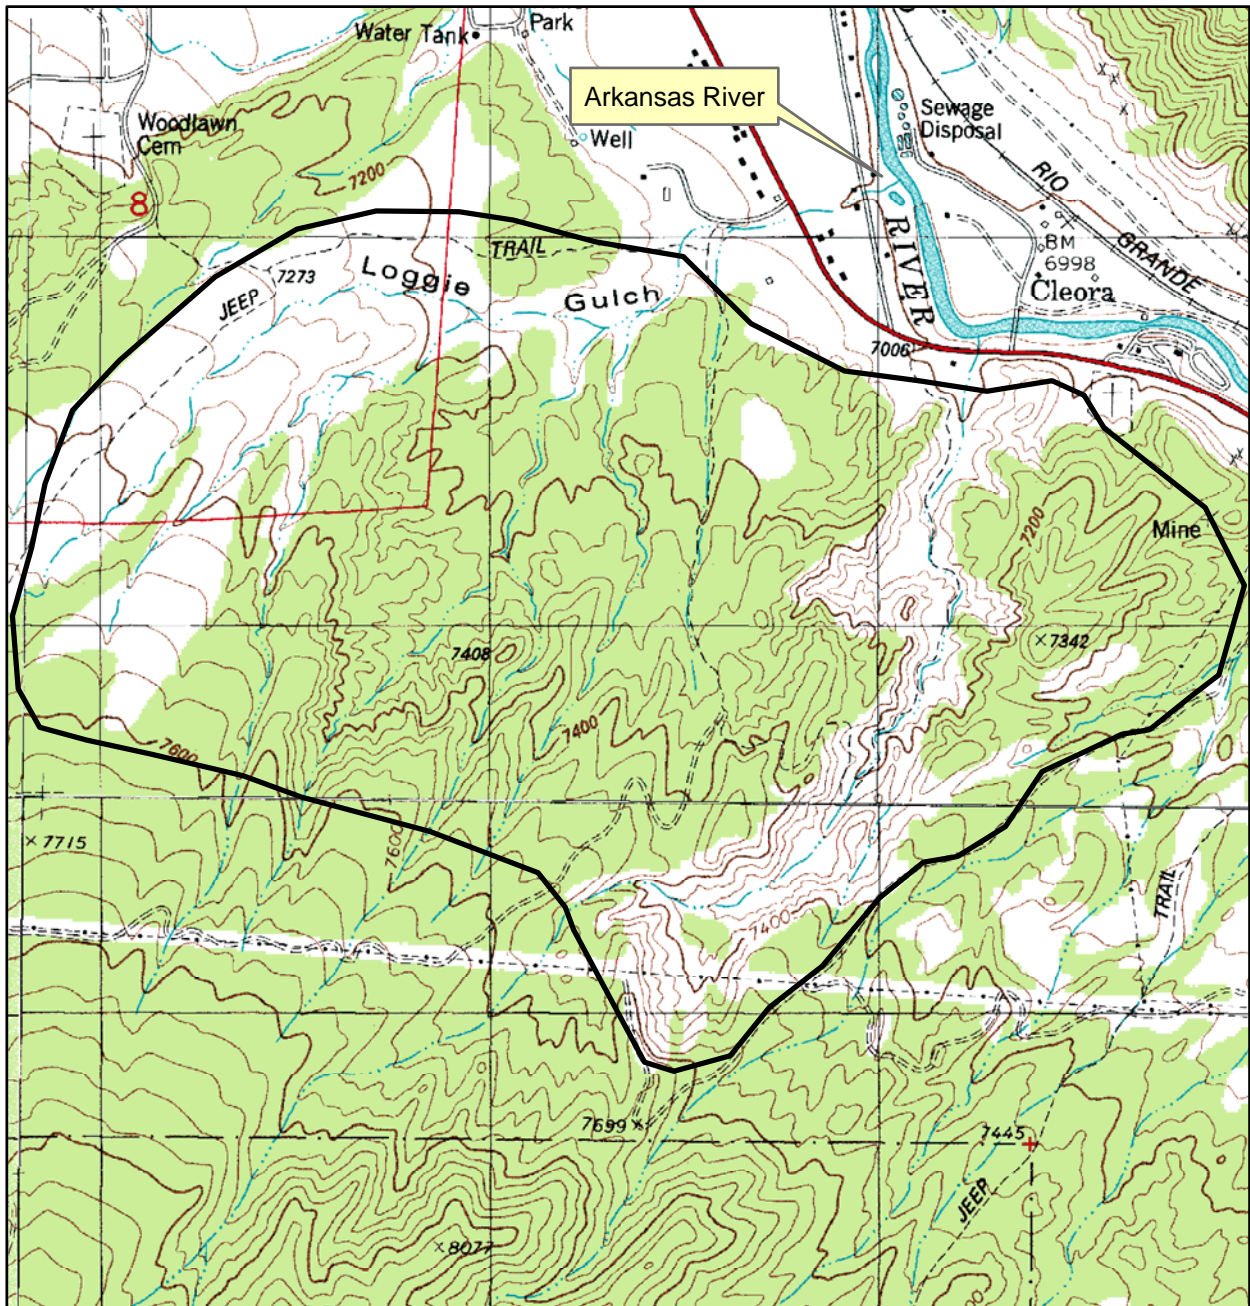 Water Tank
Park
Arkansas River
Woodlawn
Cem
Well
Sewage
Disposal
7200
8
RIO
GRANDE
RIVER
BM
6998
Cleora
TRAIL
JEEP
7273
Loggie
Gulch
7006
7200
Mine
7408
×7342
7400
7600
×7715
7600
7400
TRAIL
7699×
7445
JEEP
×8077